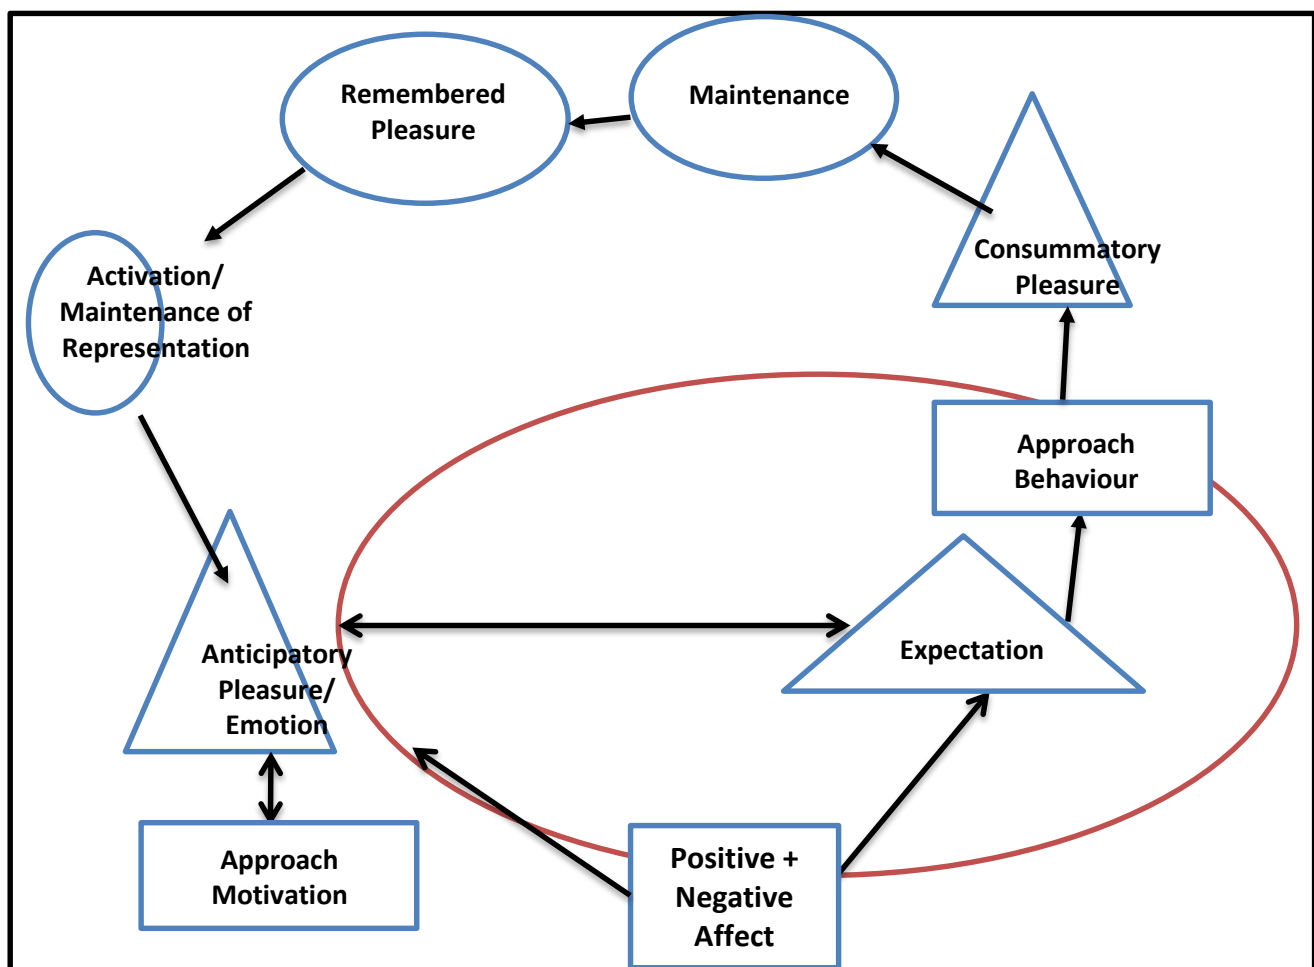 Remembered
Pleasure
Maintenance
Consummatory
Pleasure
Activation/
Maintenance of
Representation
Approach
Behaviour
Expectation
Anticipatory
Pleasure/
Emotion
Approach
Motivation
Positive +
Negative
Affect